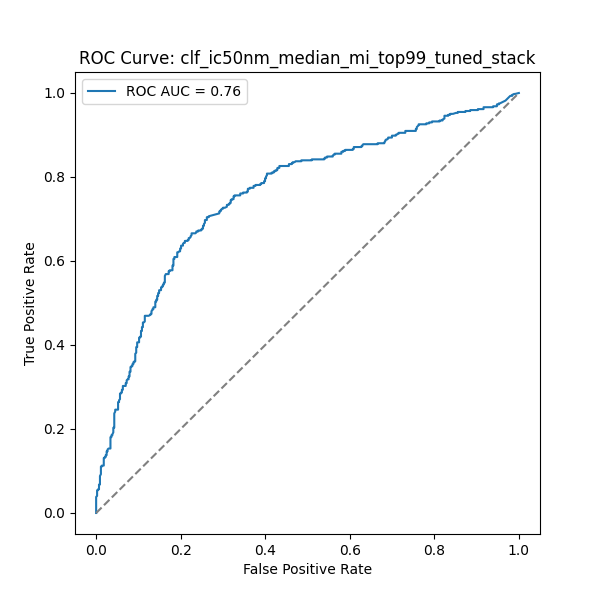 ROC Curve: clf_ic50nm_median_mi_top99_tuned_stack
ROC AUC = 0.76
1.0
0.8
0.6
0.4
0.2
0.0
True Positive Rate
0.0 0.2 0.4 0.6 0.8 1.0
False Positive Rate